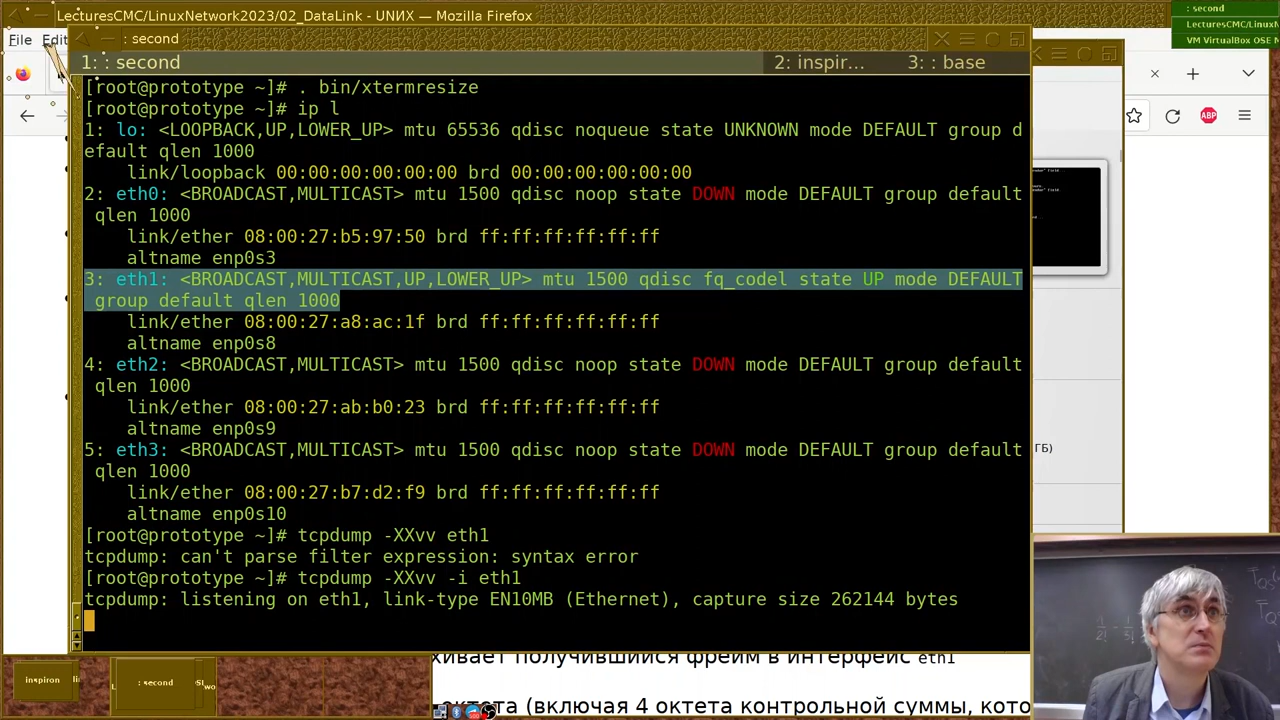 LecturesCMC/LinuxNetwork2023/02_DataLink - UNИX — Mozilla Firefox
: second
LecturesCMC/LinuxN
VM VirtualBox OSE M
File Edit
: second
1: : second
2: inspir...
3: : base
ABP
[root@prototype ~]# . bin/xtermresize
[root@prototype ~]# ip l
1: lo: <LOOPBACK,UP,LOWER_UP> mtu 65536 qdisc noqueue state UNKNOWN mode DEFAULT group d
efault qlen 1000
link/loopback 00:00:00:00:00:00 brd 00:00:00:00:00:00
2: eth0: <BROADCAST,MULTICAST> mtu 1500 qdisc noop state DOWN mode DEFAULT group default
qlen 1000
link/ether 08:00:27:b5:97:50 brd ff:ff:ff:ff:ff:ff
altname enp0s3
3: eth1: <BROADCAST,MULTICAST,UP,LOWER_UP> mtu 1500 qdisc fq_codel state UP mode DEFAULT
group default qlen 1000
link/ether 08:00:27:a8:ac:1f brd ff:ff:ff:ff:ff:ff
altname enp0s8
4: eth2: <BROADCAST,MULTICAST> mtu 1500 qdisc noop state DOWN mode DEFAULT group default
qlen 1000
link/ether 08:00:27:ab:b0:23 brd ff:ff:ff:ff:ff:ff
altname enp0s9
5: eth3: <BROADCAST,MULTICAST> mtu 1500 qdisc noop state DOWN mode DEFAULT group default
qlen 1000
link/ether 08:00:27:b7:d2:f9 brd ff:ff:ff:ff:ff:ff
altname enp0s10
[root@prototype ~]# tcpdump -XXvv eth1
tcpdump: can't parse filter expression: syntax error
[root@prototype ~]# tcpdump -XXvv -i eth1
tcpdump: listening on eth1, link-type EN10MB (Ethernet), capture size 262144 bytes
ГБ)
кивает получившийся фрейм в интерфейс eth1
та (включая 4 октета контрольной суммы, кото
inspiron
: second